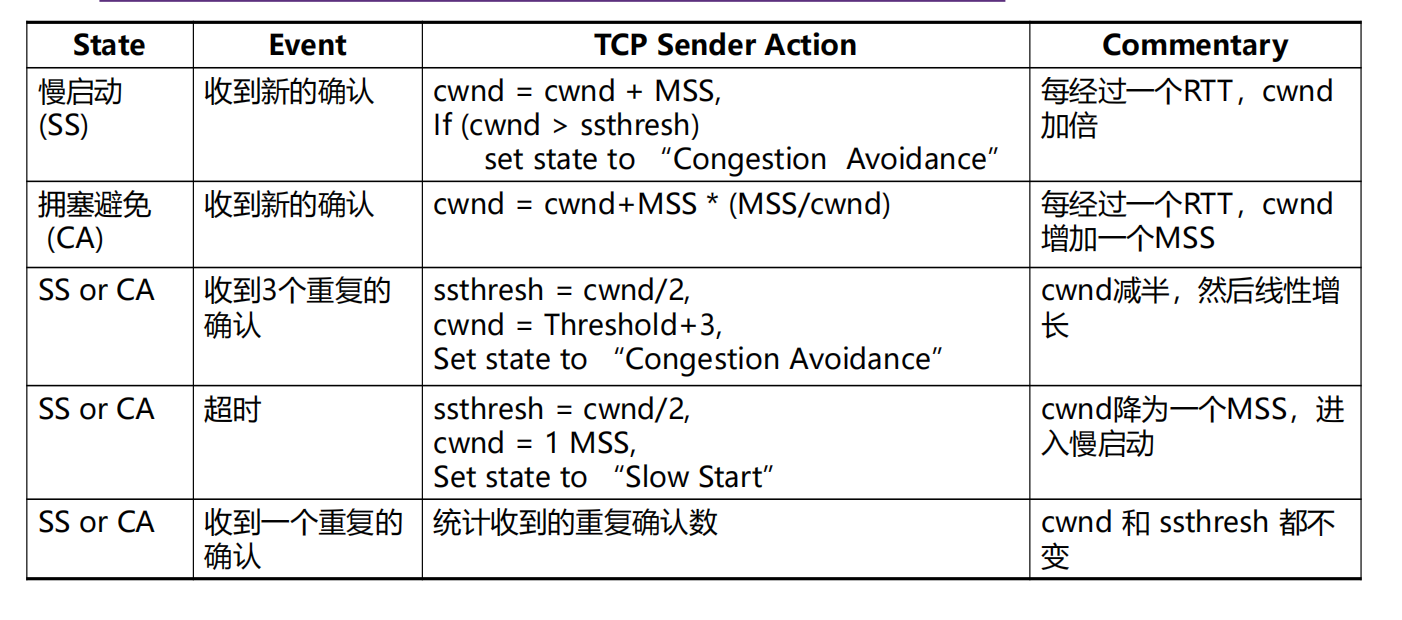 State Event TCP Sender Action Commentary
慢启动
(SS)
收到新的确认
cwnd = cwnd + MSS,
If (cwnd > ssthresh)
set state to “Congestion Avoidance”
每经过一个RTT，cwnd
加倍
拥塞避免
(CA)
收到新的确认
cwnd = cwnd+MSS * (MSS/cwnd)
每经过一个RTT，cwnd
增加一个MSS
SS or CA
收到3个重复的
确认
ssthresh = cwnd/2,
cwnd = Threshold+3,
Set state to “Congestion Avoidance”
cwnd减半，然后线性增
长
SS or CA
超时
ssthresh = cwnd/2,
cwnd = 1 MSS,
Set state to “Slow Start”
cwnd降为一个MSS，进
入慢启动
SS or CA
收到一个重复的
确认
统计收到的重复确认数
cwnd 和 ssthresh 都不
变